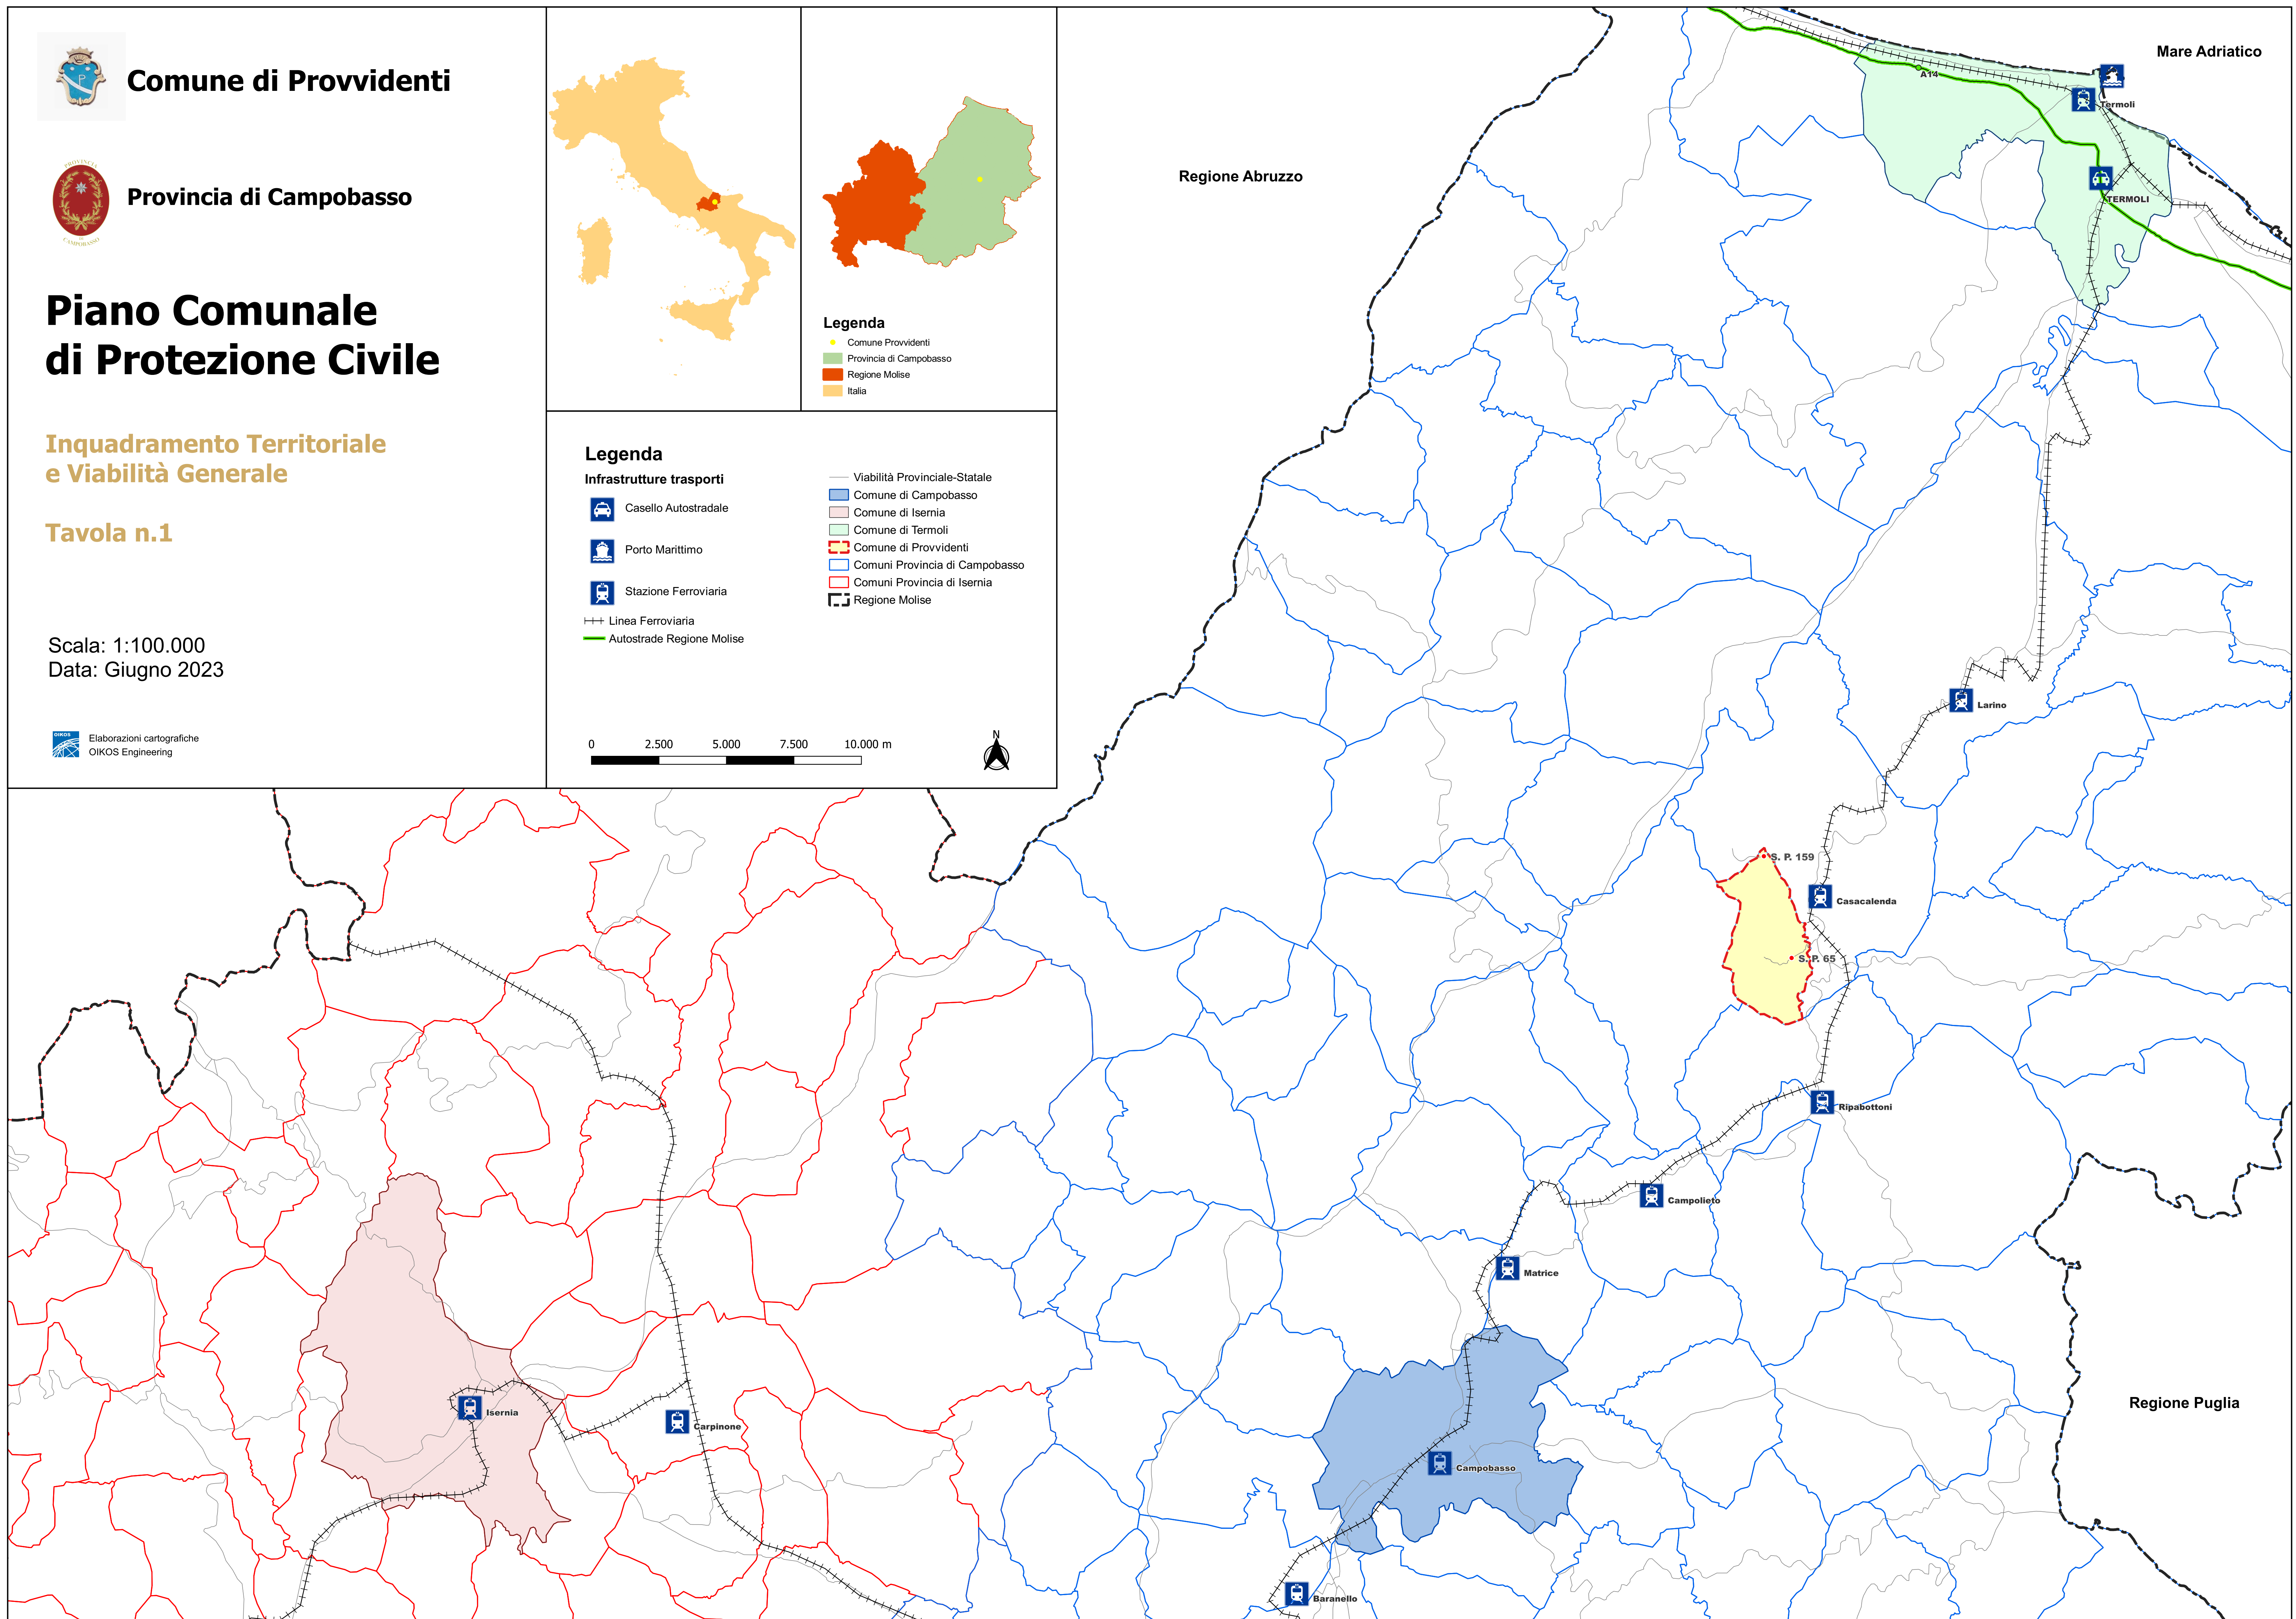 Comune di Provvidenti
PROVINCIA
DI
CAMPOBASSO
Provincia di Campobasso
Piano Comunale
di Protezione Civile
Inquadramento Territoriale
e Viabilità Generale
Tavola n.1
Scala: 1:100.000
Data: Giugno 2023
OIKOS
Elaborazioni cartografiche
OIKOS Engineering
Legenda
Comune Provvidenti
Provincia di Campobasso
Regione Molise
Italia
Legenda
Infrastrutture trasporti
Casello Autostradale
Porto Marittimo
Stazione Ferroviaria
Linea Ferroviaria
Autostrade Regione Molise
Viabilità Provinciale-Statale
Comune di Campobasso
Comune di Isernia
Comune di Termoli
Comune di Provvidenti
Comuni Provincia di Campobasso
Comuni Provincia di Isernia
Regione Molise
0 2.500 5.000 7.500 10.000 m
N
Mare Adriatico
A14
Termoli
Regione Abruzzo
TERMOLI
Larino
S. P. 159
Casacalenda
S. P. 65
Ripabottoni
Campolieto
Matrice
Regione Puglia
Isernia
Carpinone
Campobasso
Baranello